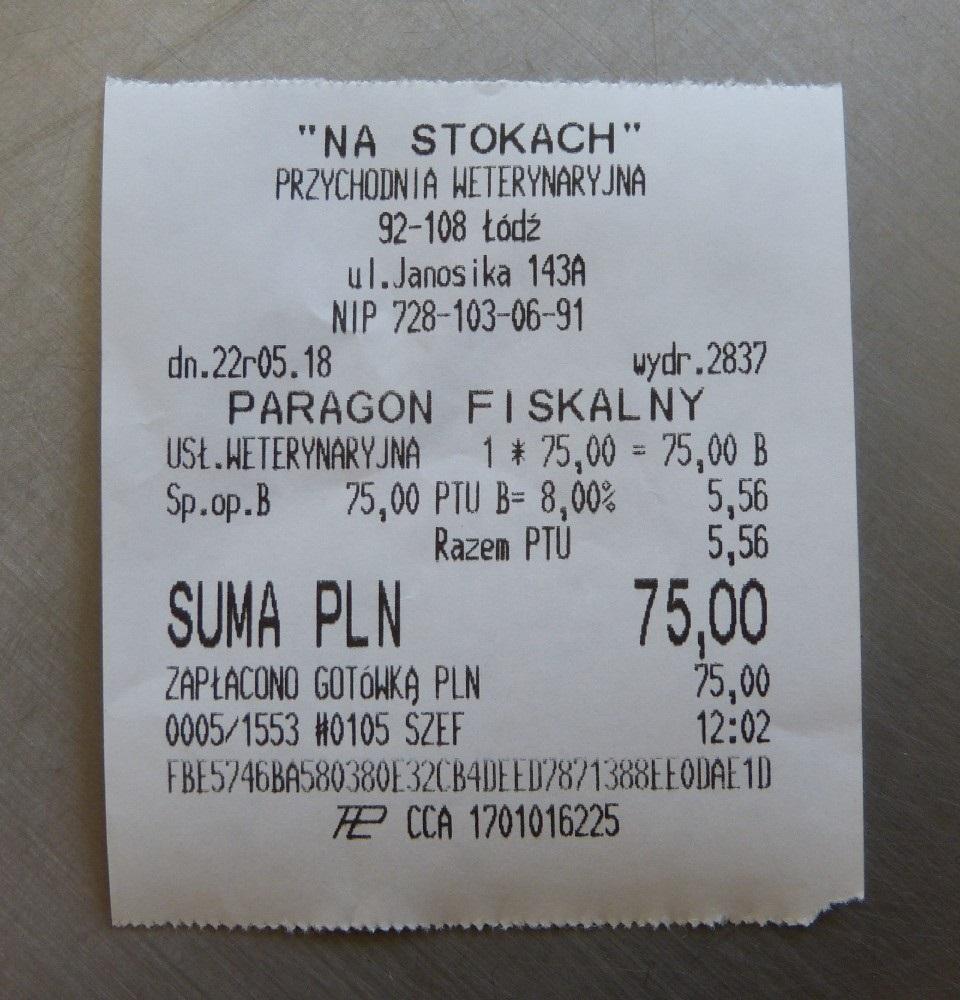 "NA STOKACH"
PRZYCHODNIA WETERYNARYJNA
92-108 Łódź
ul.Janosika 143A
NIP 728-103-06-91
dn.22r05.18 wydr.2837
PARAGON FISKALNY
USŁ.WETERYNARYJNA 1 * 75,00 = 75,00 B
Sp.op.B 75,00 PTU B= 8,00% 5,56
Razem PTU 5,56
SUMA PLN 75,00
ZAPŁACONO GOTÓWKĄ PLN 75,00
0005/1553 #0105 SZEF 12:02
FBE5746BA580380E32CB4DEED7871388EE0DAE1D
CCA 1701016225